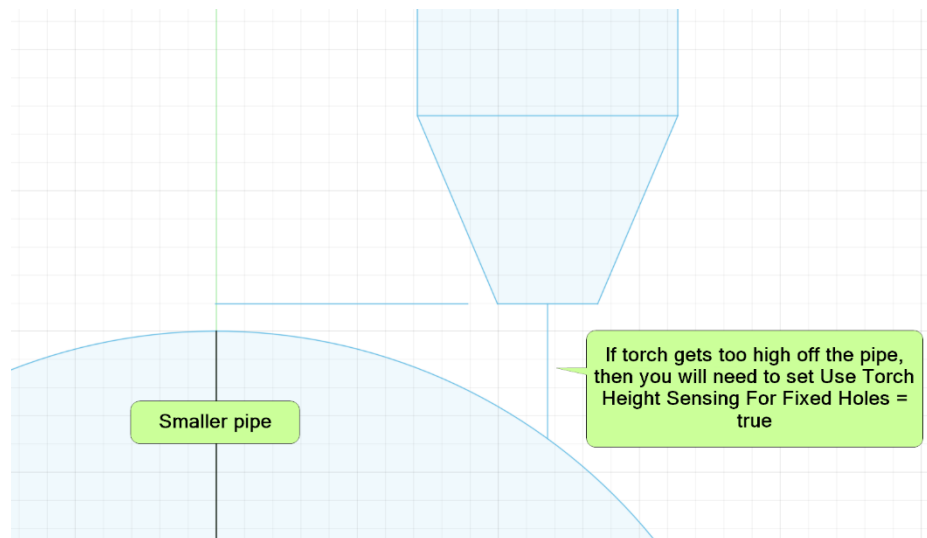 If torch gets too high off the pipe,
then you will need to set Use Torch
Height Sensing For Fixed Holes =
true
Smaller pipe